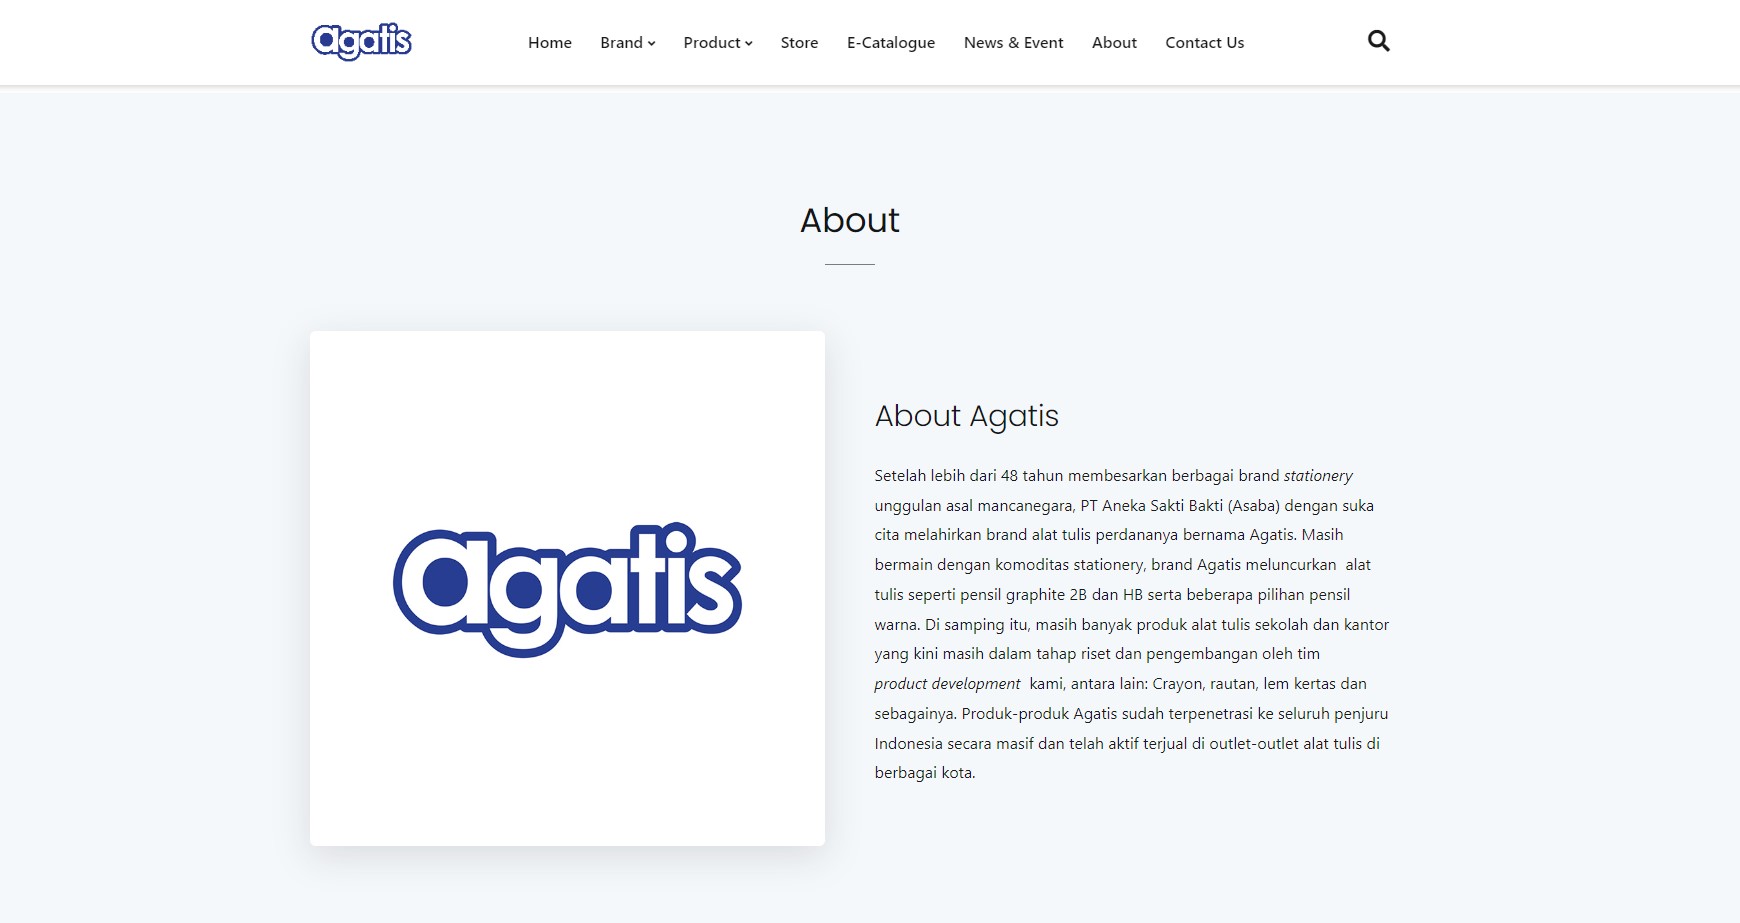 agatis
Home Brand Product Store E-Catalogue News & Event About Contact Us
About
agatis
About Agatis
Setelah lebih dari 48 tahun membesarkan berbagai brand stationery
unggulan asal mancanegara, PT Aneka Sakti Bakti (Asaba) dengan suka
cita melahirkan brand alat tulis perdananya bernama Agatis. Masih
bermain dengan komoditas stationery, brand Agatis meluncurkan  alat
tulis seperti pensil graphite 2B dan HB serta beberapa pilihan pensil
warna. Di samping itu, masih banyak produk alat tulis sekolah dan kantor
yang kini masih dalam tahap riset dan pengembangan oleh tim
product development  kami, antara lain: Crayon, rautan, lem kertas dan
sebagainya. Produk-produk Agatis sudah terpenetrasi ke seluruh penjuru
Indonesia secara masif dan telah aktif terjual di outlet-outlet alat tulis di
berbagai kota.